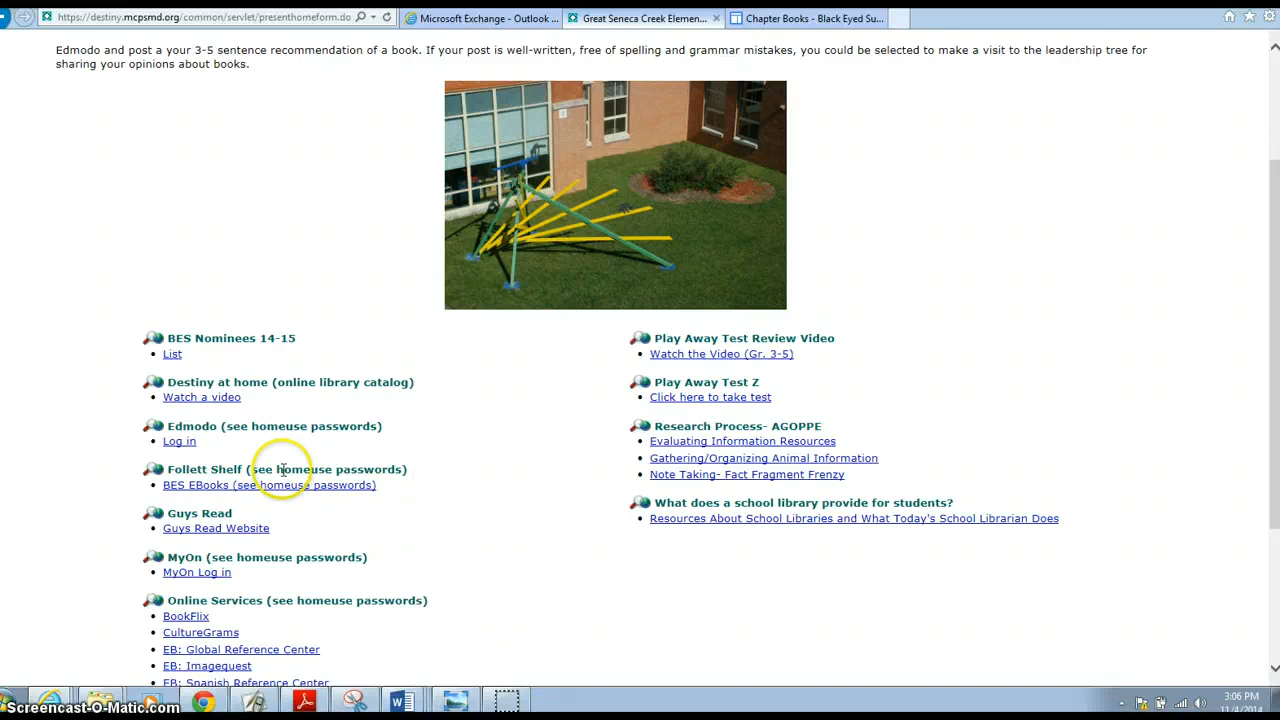 https://destiny.mcpsmd.org/common/servlet/presenthomeform.do
Microsoft Exchange - Outlook ...
Great Seneca Creek Elemen...
Chapter Books - Black Eyed Su...
Edmodo and post a your 3-5 sentence recommendation of a book. If your post is well-written, free of spelling and grammar mistakes, you could be selected to make a visit to the leadership tree for
sharing your opinions about books.
BES Nominees 14-15
List
Destiny at home (online library catalog)
Watch a video
Edmodo (see homeuse passwords)
Log in
Follett Shelf (see homeuse passwords)
BES EBooks (see homeuse passwords)
Guys Read
Guys Read Website
MyOn (see homeuse passwords)
MyOn Log in
Online Services (see homeuse passwords)
BookFlix
CultureGrams
EB: Global Reference Center
EB: Imagequest
EB: Spanish Reference Center
Play Away Test Review Video
Watch the Video (Gr. 3-5)
Play Away Test Z
Click here to take test
Research Process- AGOPPE
Evaluating Information Resources
Gathering/Organizing Animal Information
Note Taking- Fact Fragment Frenzy
What does a school library provide for students?
Resources About School Libraries and What Today's School Librarian Does
3:06 PM
11/4/2014
Screencast-O-Matic.com